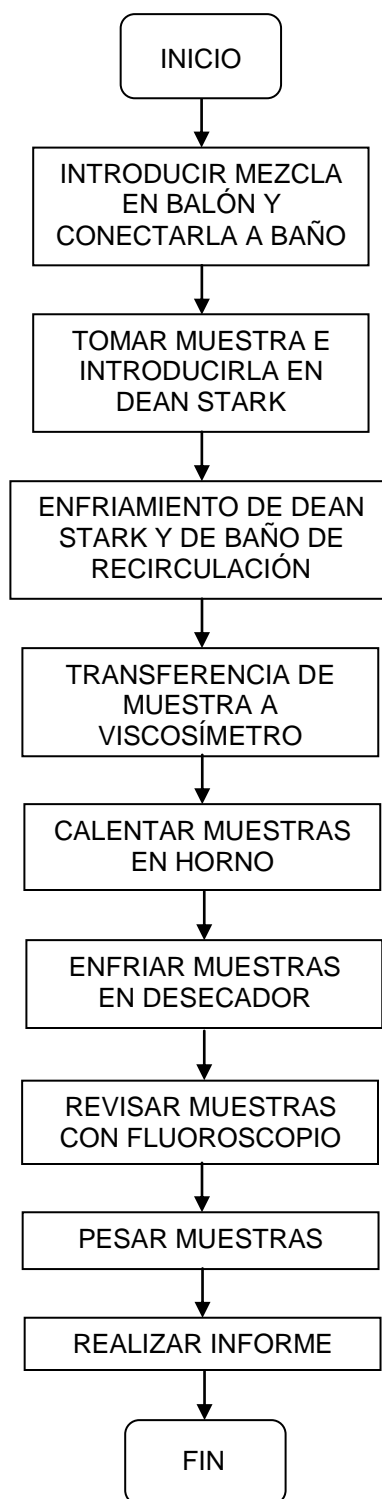 INICIO
INTRODUCIR MEZCLA
EN BALÓN Y
CONECTARLA A BAÑO
TOMAR MUESTRA E
INTRODUCIRLA EN
DEAN STARK
ENFRIAMIENTO DE DEAN
STARK Y DE BAÑO DE
RECIRCULACIÓN
TRANSFERENCIA DE
MUESTRA A
VISCOSÍMETRO
CALENTAR MUESTRAS
EN HORNO
ENFRIAR MUESTRAS
EN DESECADOR
REVISAR MUESTRAS
CON FLUOROSCOPIO
PESAR MUESTRAS
REALIZAR INFORME
FIN